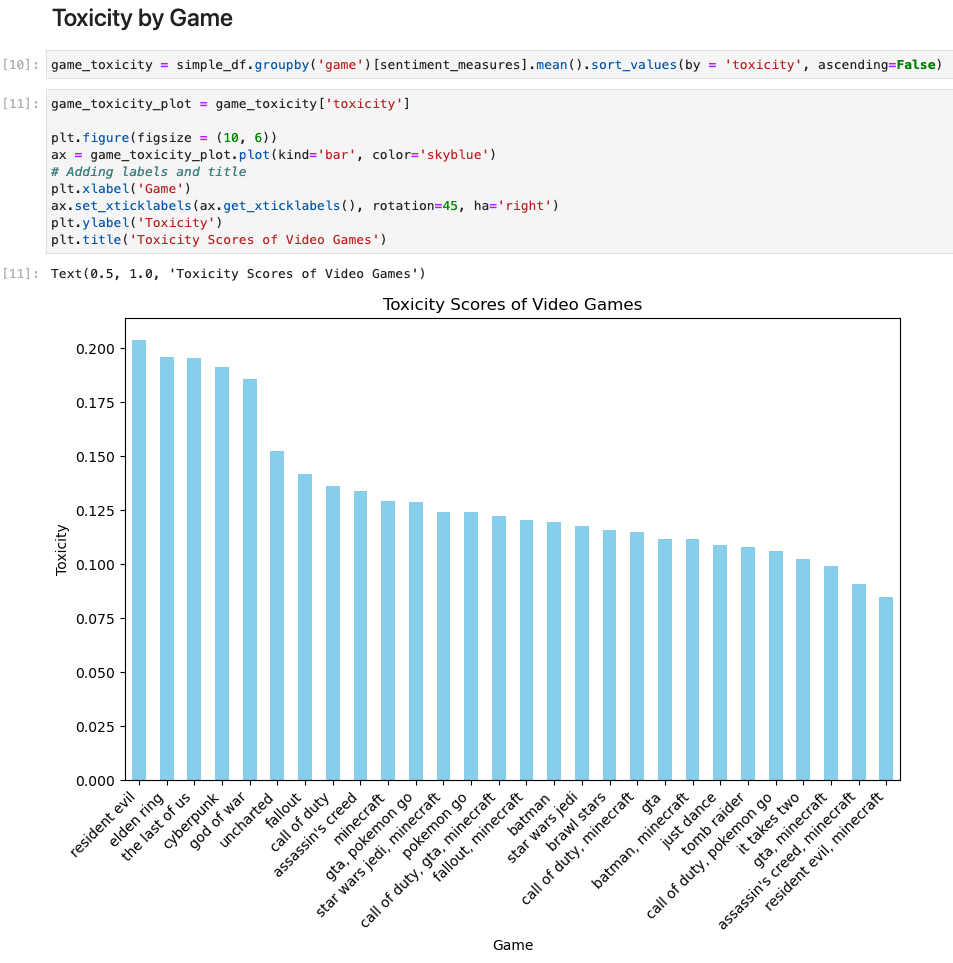 Toxicity by Game
[10]: game_toxicity = simple_df.groupby('game')[sentiment_measures].mean().sort_values(by = 'toxicity', ascending=False)
[11]: game_toxicity_plot = game_toxicity['toxicity']
plt.figure(figsize = (10, 6))
ax = game_toxicity_plot.plot(kind='bar', color='skyblue')
# Adding labels and title
plt.xlabel('Game')
ax.set_xticklabels(ax.get_xticklabels(), rotation=45, ha='right')
plt.ylabel('Toxicity')
plt.title('Toxicity Scores of Video Games')
[11]: Text(0.5, 1.0, 'Toxicity Scores of Video Games')
Toxicity Scores of Video Games
0.200
0.175
0.150
0.125
0.100
0.075
0.050
0.025
0.000
Toxicity
resident evil
elden ring
the last of us
cyberpunk
god of war
uncharted
fallout
call of duty
assassin's creed
minecraft
gta, pokemon go
star wars jedi, minecraft
pokemon go
call of duty, gta, minecraft
fallout, minecraft
batman
star wars jedi
brawl stars
call of duty, minecraft
gta
batman, minecraft
just dance
tomb raider
call of duty, pokemon go
it takes two
gta, minecraft
assassin's creed, minecraft
resident evil, minecraft
Game